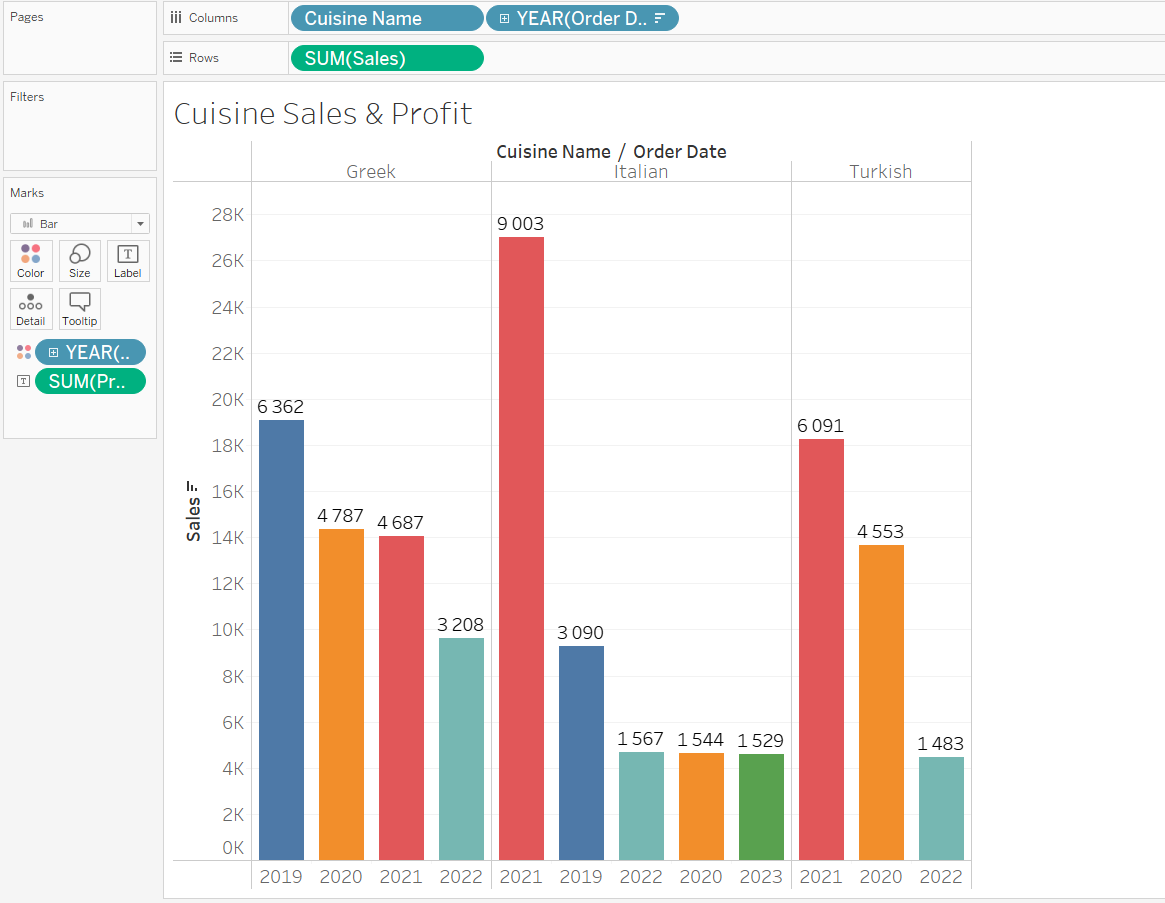 Pages
Columns
Cuisine Name
YEAR(Order D..
Rows
SUM(Sales)
Filters
Marks
Bar
Color
Size
T
Label
Detail
Tooltip
YEAR(..
T
SUM(Pr..
Cuisine Sales & Profit
Cuisine Name / Order Date
Greek
Italian
Turkish
Sales
28K
26K
24K
22K
20K
18K
16K
14K
12K
10K
8K
6K
4K
2K
0K
6 362
4 787
4 687
3 208
9 003
3 090
1 567
1 544
1 529
6 091
4 553
1 483
2019
2020
2021
2022
2021
2019
2022
2020
2023
2021
2020
2022